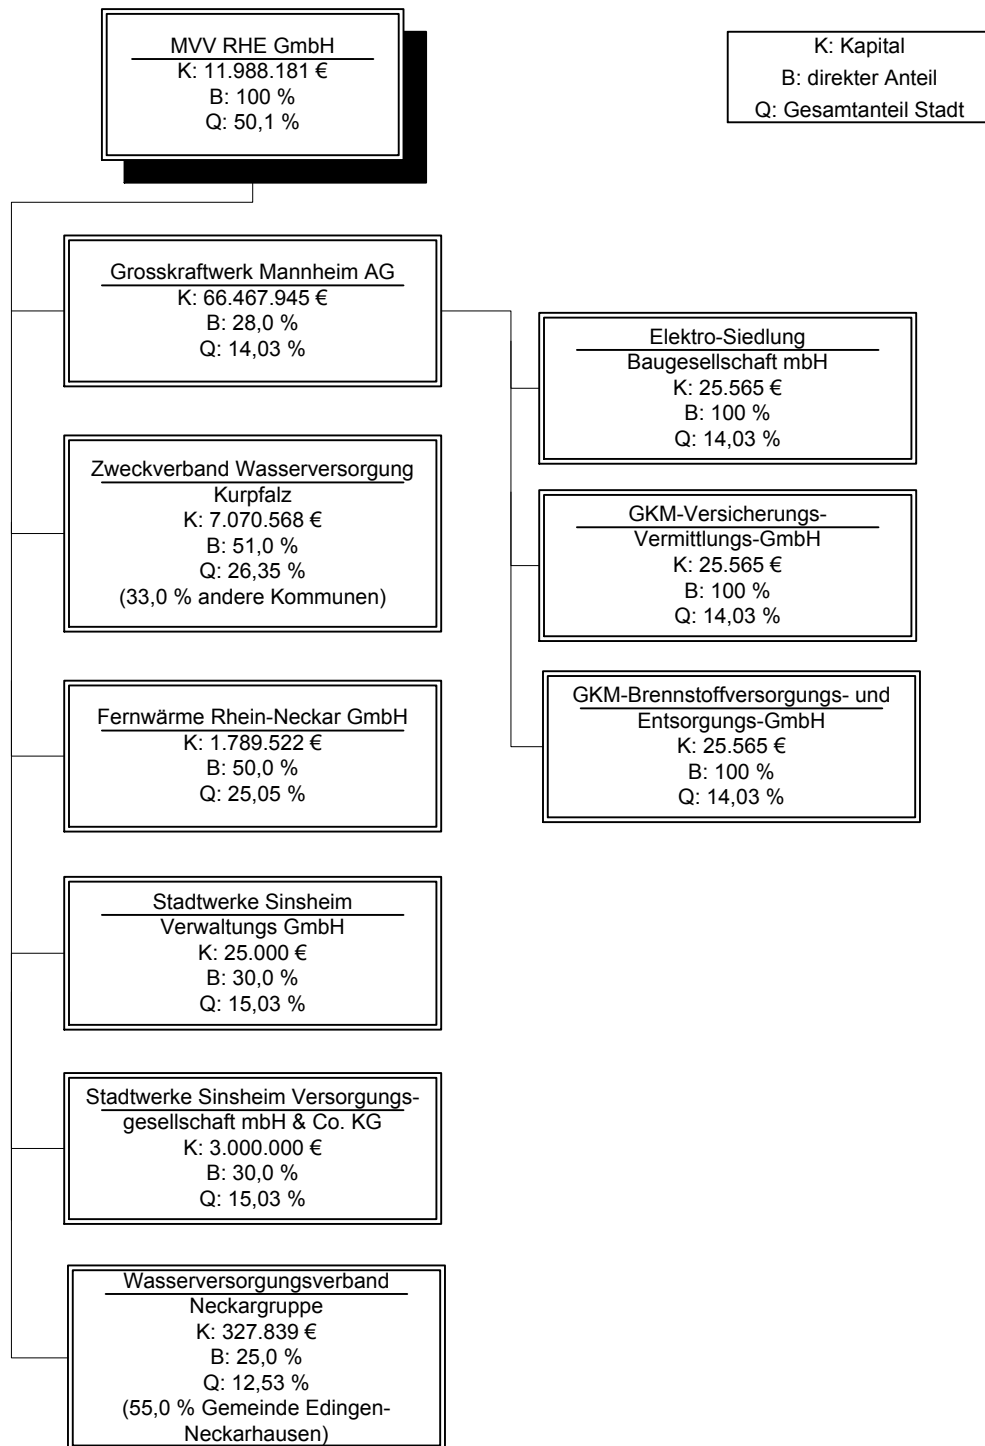 MVV RHE GmbH
K: 11.988.181 €
B: 100 %
Q: 50,1 %
K: Kapital
B: direkter Anteil
Q: Gesamtanteil Stadt
Grosskraftwerk Mannheim AG
K: 66.467.945 €
B: 28,0 %
Q: 14,03 %
Elektro-Siedlung
Baugesellschaft mbH
K: 25.565 €
B: 100 %
Q: 14,03 %
Zweckverband Wasserversorgung
Kurpfalz
K: 7.070.568 €
B: 51,0 %
Q: 26,35 %
(33,0 % andere Kommunen)
GKM-Versicherungs-
Vermittlungs-GmbH
K: 25.565 €
B: 100 %
Q: 14,03 %
Fernwärme Rhein-Neckar GmbH
K: 1.789.522 €
B: 50,0 %
Q: 25,05 %
GKM-Brennstoffversorgungs- und
Entsorgungs-GmbH
K: 25.565 €
B: 100 %
Q: 14,03 %
Stadtwerke Sinsheim
Verwaltungs GmbH
K: 25.000 €
B: 30,0 %
Q: 15,03 %
Stadtwerke Sinsheim Versorgungs-
gesellschaft mbH & Co. KG
K: 3.000.000 €
B: 30,0 %
Q: 15,03 %
Wasserversorgungsverband
Neckargruppe
K: 327.839 €
B: 25,0 %
Q: 12,53 %
(55,0 % Gemeinde Edingen-
Neckarhausen)